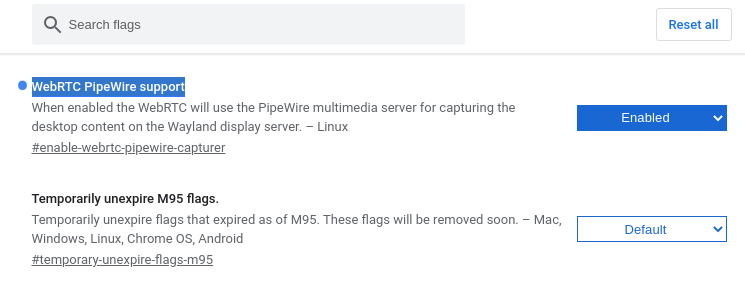 Search flags
Reset all
WebRTC PipeWire support
When enabled the WebRTC will use the PipeWire multimedia server for capturing the
desktop content on the Wayland display server. – Linux
#enable-webrtc-pipewire-capturer
Enabled
Temporarily unexpire M95 flags.
Temporarily unexpire flags that expired as of M95. These flags will be removed soon. – Mac,
Windows, Linux, Chrome OS, Android
#temporary-unexpire-flags-m95
Default